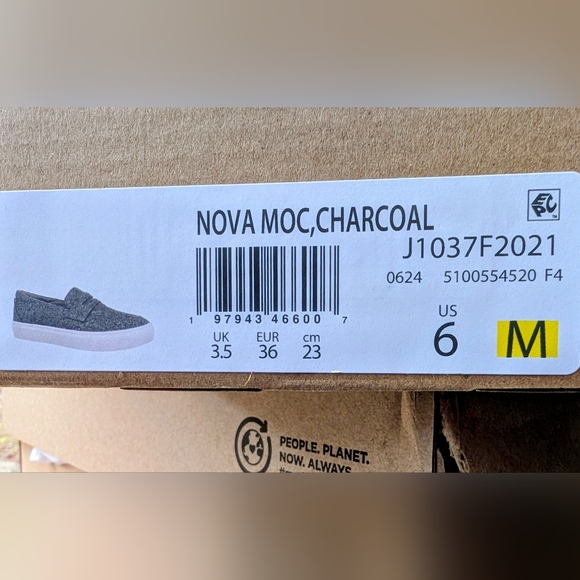 NOVA MOC,CHARCOAL
EPC™
J1037F2021
0624 5100554520 F4
1 97943 46600 7
UK EUR cm
3.5 36 23
US
6 M
PEOPLE. PLANET.
NOW. ALWAYS.